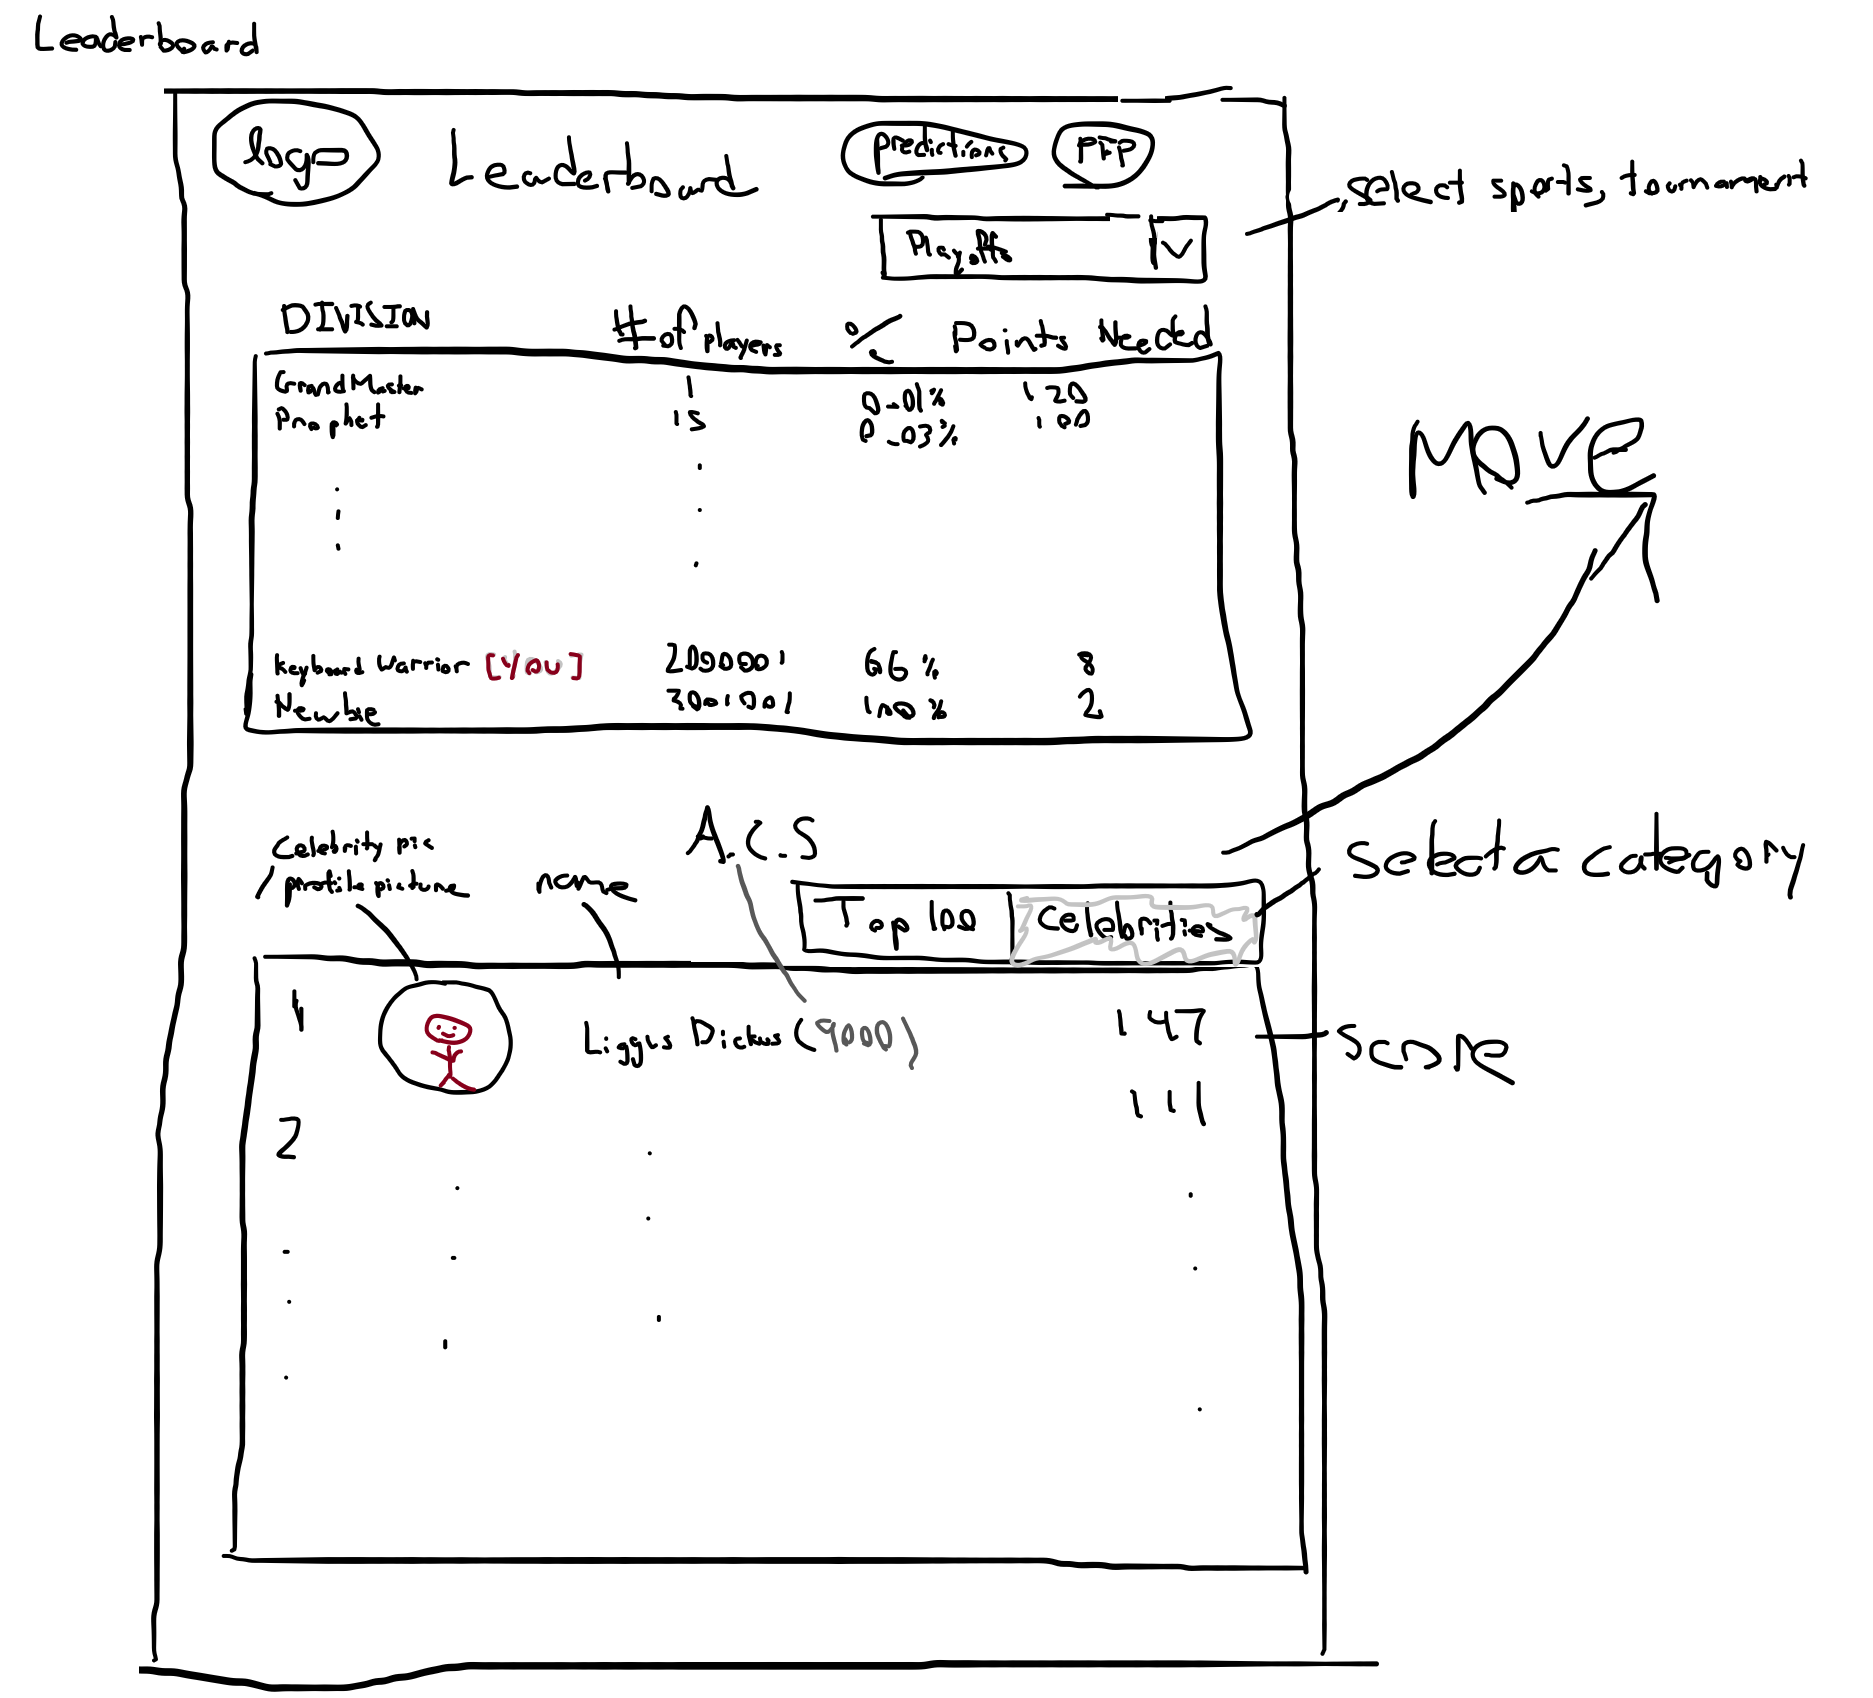 Leaderboard
logo Leaderboard predictions PFP
select sports, tournament
Playoffs
DIVISION # of players % Points Needed
GrandMaster 1 0.01% 120
Prophet 15 0.03% 100
MOVE
Keyboard Warrior [YOU] 200001 66% 8
Newbie 3001001 100% 2
A.C.S
Celebrity pic
/profile picture
name
Select a category
Top 100 Celebrities
1 Liggus Dickus (9000) 147
Score
2 111